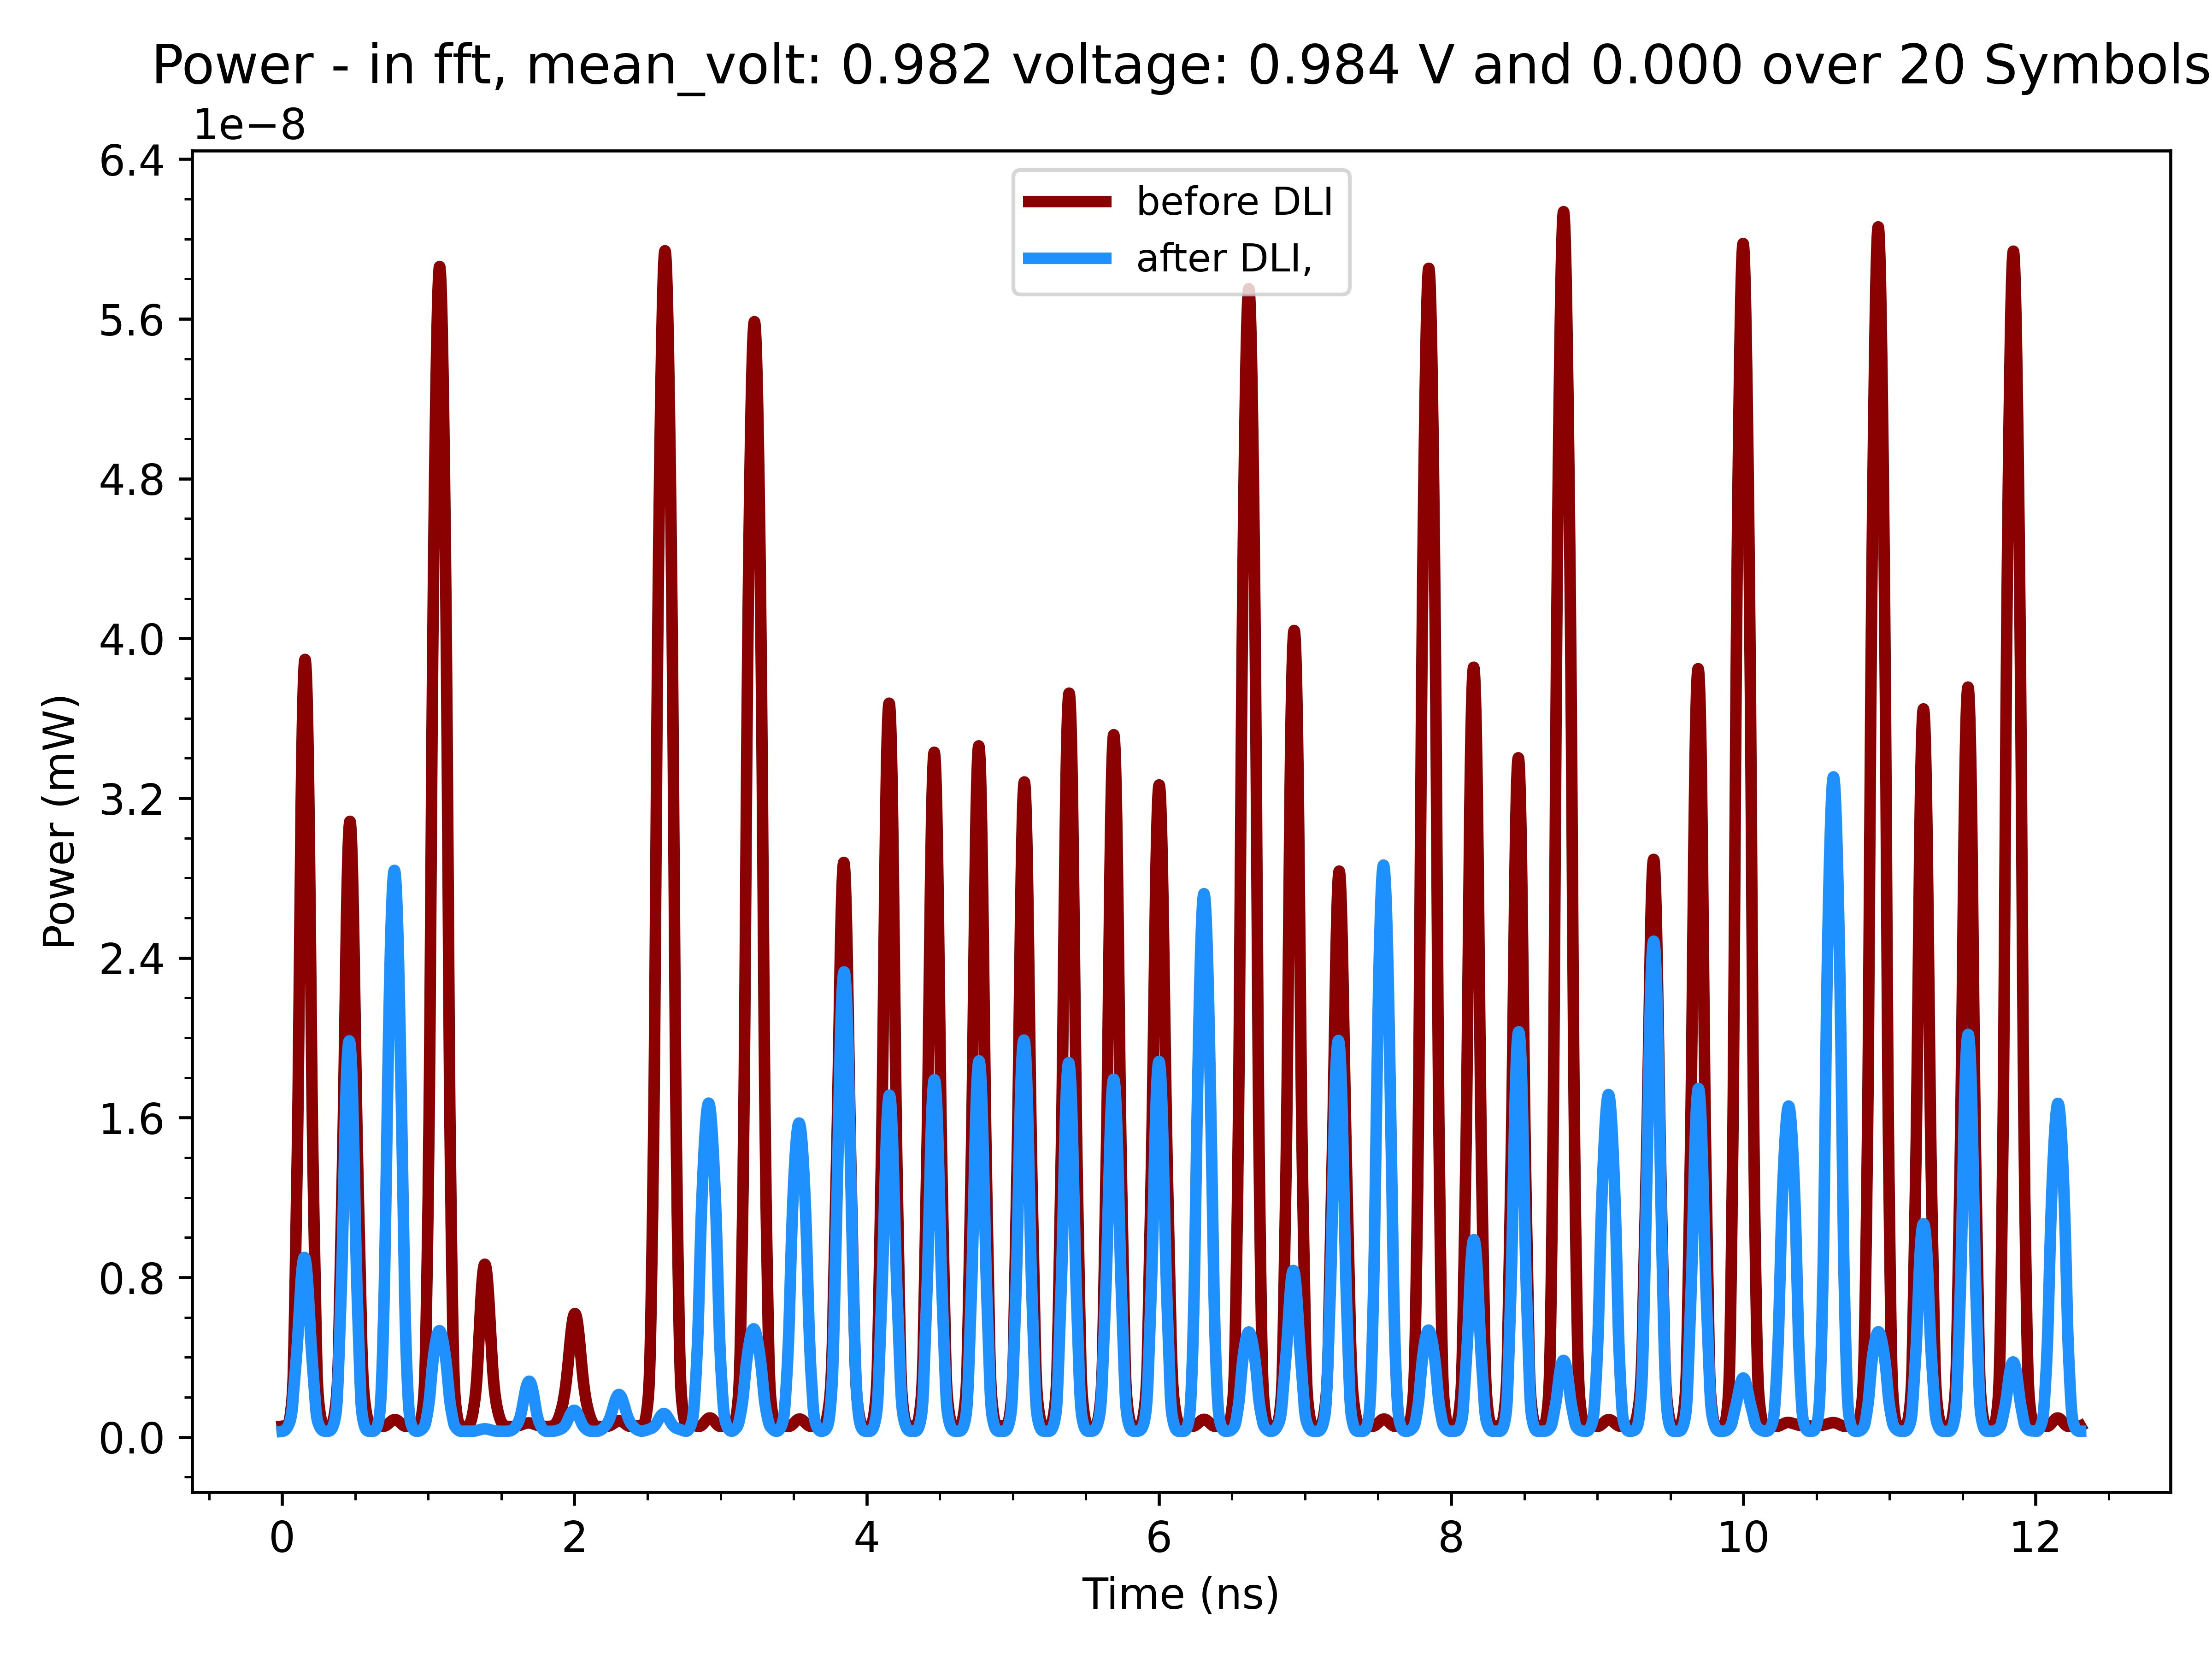 Power - in fft, mean_volt: 0.982 voltage: 0.984 V and 0.000 over 20 Symbols
1e−8
6.4
5.6
4.8
4.0
3.2
2.4
1.6
0.8
0.0
Power (mW)
before DLI
after DLI,
0 2 4 6 8 10 12
Time (ns)